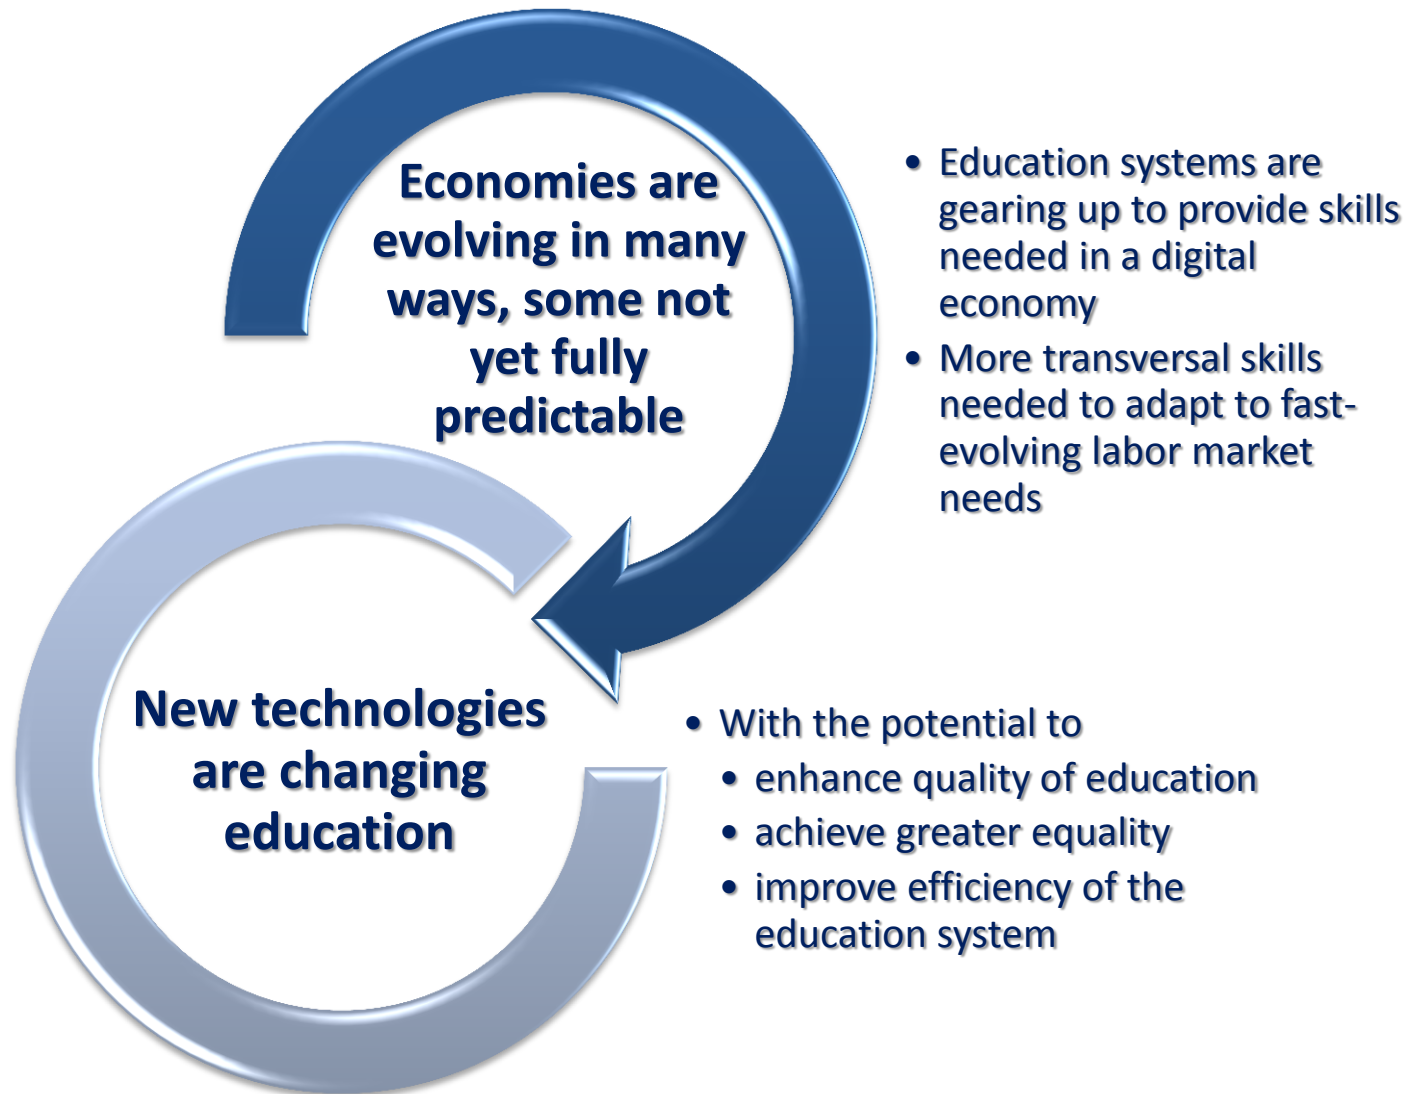 Economies are
evolving in many
ways, some not
yet fully
predictable
• Education systems are
gearing up to provide skills
needed in a digital
economy
• More transversal skills
needed to adapt to fast-
evolving labor market
needs
New technologies
are changing
education
• With the potential to
• enhance quality of education
• achieve greater equality
• improve efficiency of the
education system